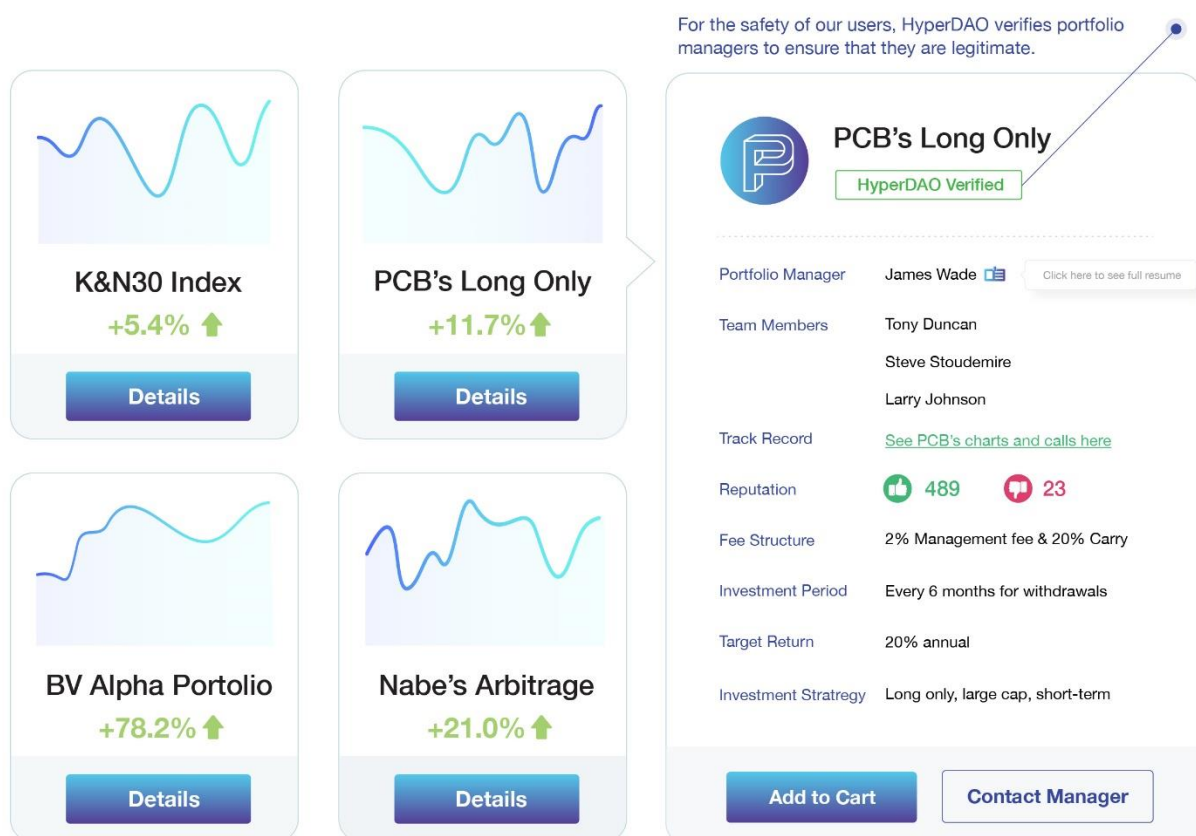 For the safety of our users, HyperDAO verifies portfolio
managers to ensure that they are legitimate.
K&N30 Index
+5.4%
Details
PCB's Long Only
+11.7%
Details
BV Alpha Portolio
+78.2%
Details
Nabe's Arbitrage
+21.0%
Details
P
PCB's Long Only
HyperDAO Verified
Portfolio Manager James Wade Click here to see full resume
Team Members Tony Duncan
Steve Stoudemire
Larry Johnson
Track Record See PCB's charts and calls here
Reputation 489 23
Fee Structure 2% Management fee & 20% Carry
Investment Period Every 6 months for withdrawals
Target Return 20% annual
Investment Stratregy Long only, large cap, short-term
Add to Cart Contact Manager